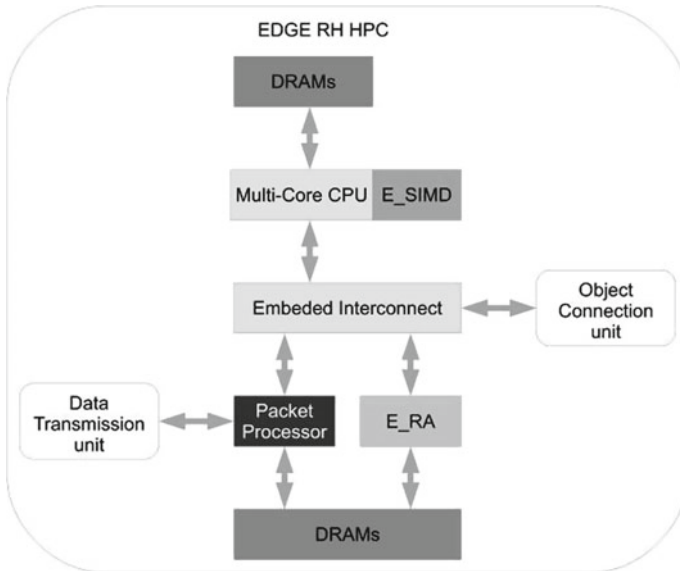 EDGE RH HPC
DRAMs
Multi-Core CPU
E_SIMD
Embeded Interconnect
Object
Connection
unit
Data
Transmission
unit
Packet
Processor
E_RA
DRAMs